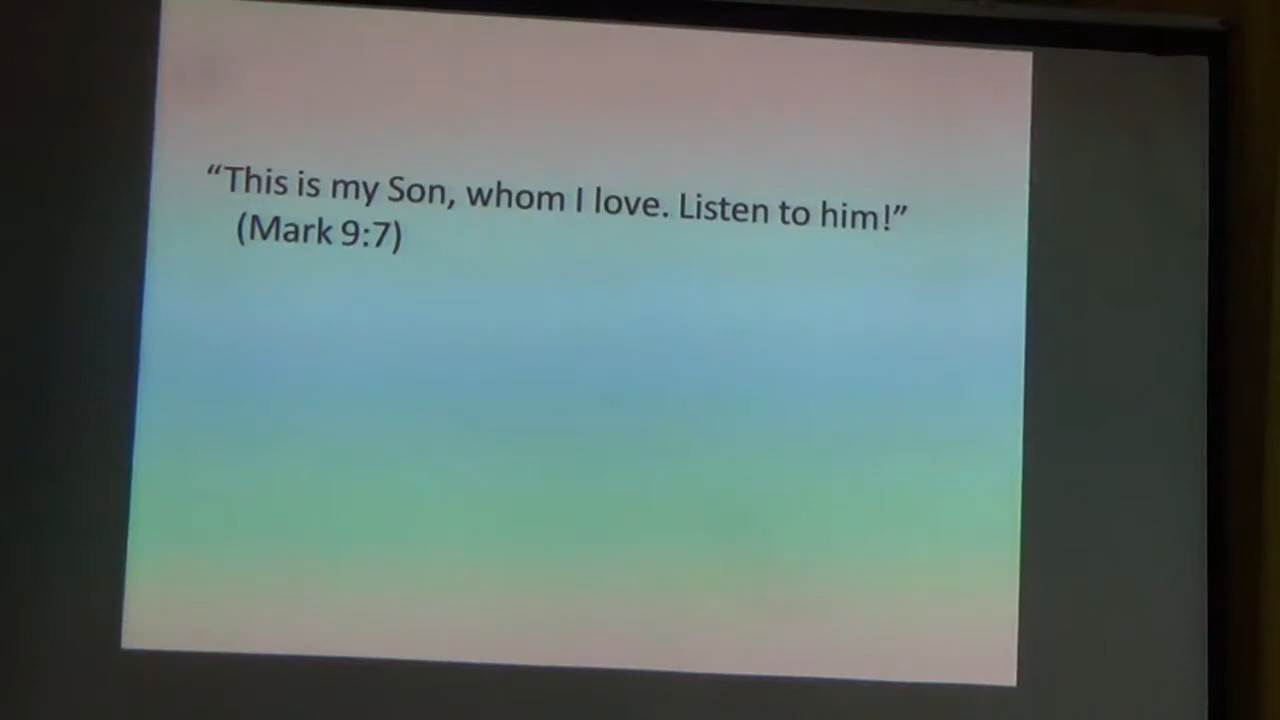 “This is my Son, whom I love. Listen to him!”
(Mark 9:7)